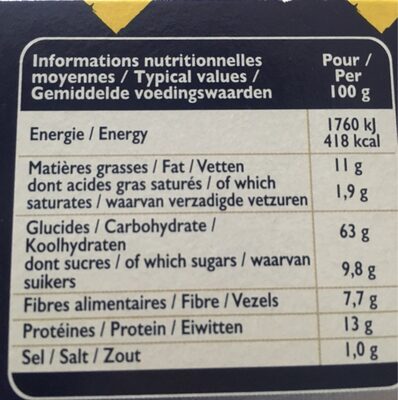 Informations nutritionnelles
moyennes / Typical values /
Gemiddelde voedingswaarden
Pour /
Per
100 g
Energie / Energy
1760 kJ
418 kcal
Matières grasses / Fat / Vetten
11 g
dont acides gras saturés / of which
saturates / waarvan verzadigde vetzuren
1,9 g
Glucides / Carbohydrate /
Koolhydraten
63 g
dont sucres / of which sugars / waarvan
suikers
9,8 g
Fibres alimentaires / Fibre / Vezels
7,7 g
Protéines / Protein / Eiwitten
13 g
Sel / Salt / Zout
1,0 g